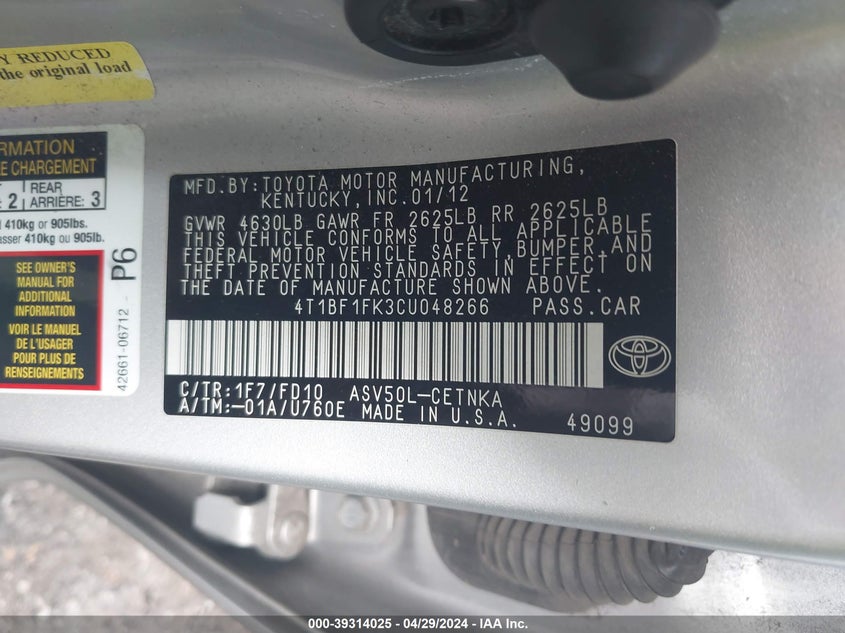 Y REDUCED
the original load
RMATION
E CHARGEMENT
REAR
ARRIÈRE: 3
2
410kg or 905lbs.
asser 410kg ou 905lb.
SEE OWNER'S
MANUAL FOR
ADDITIONAL
INFORMATION
VOIR LE MANUEL
DE L'USAGER
POUR PLUS DE
RENSEIGNEMENTS
P6
42661-06712
MFD.BY:TOYOTA MOTOR MANUFACTURING,
KENTUCKY,INC.01/12
GVWR 4630LB GAWR FR 2625LB RR 2625LB
THIS VEHICLE CONFORMS TO ALL APPLICABLE
FEDERAL MOTOR VEHICLE SAFETY,BUMPER,AND
THEFT PREVENTION STANDARDS IN EFFECT ON
THE DATE OF MANUFACTURE SHOWN ABOVE.
4T1BF1FK3CU048266 PASS.CAR
C/TR:1F7/FD10 ASV50L-CETNKA
A/TM:-01A/U760E MADE IN U.S.A.
49099
000-39314025 - 04/29/2024 - IAA Inc.